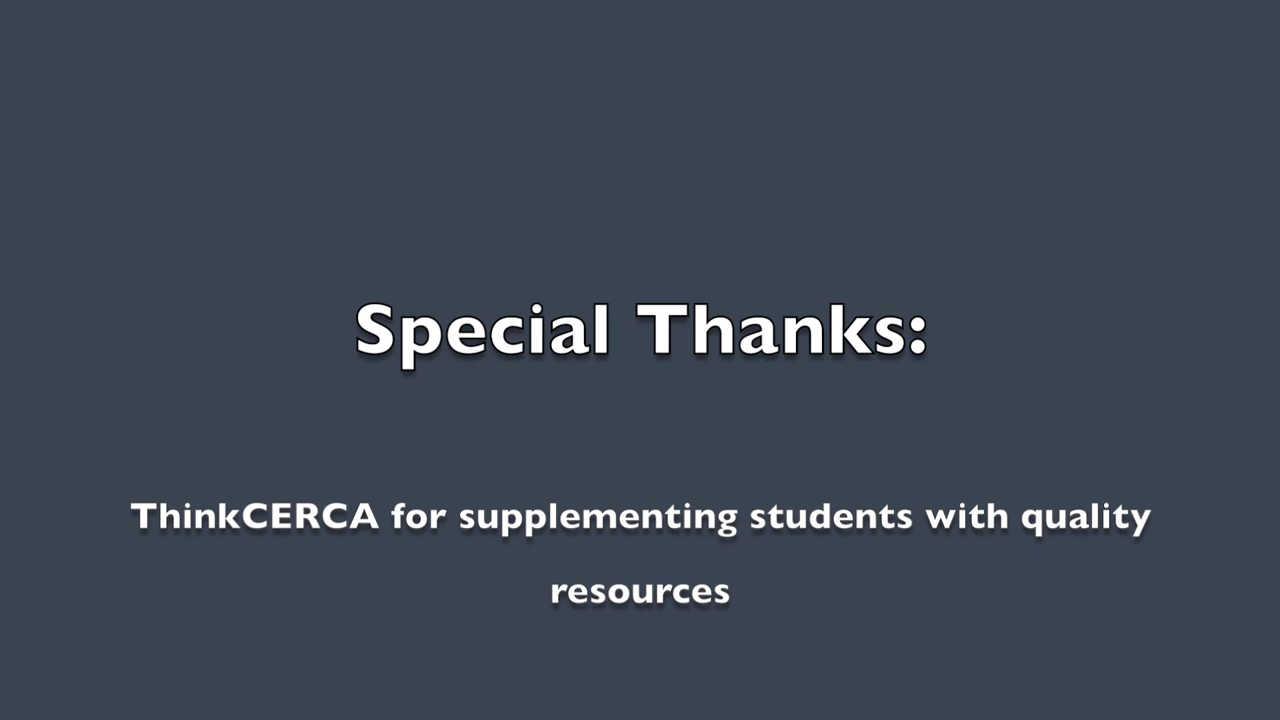 Special Thanks:
ThinkCERCA for supplementing students with quality
resources